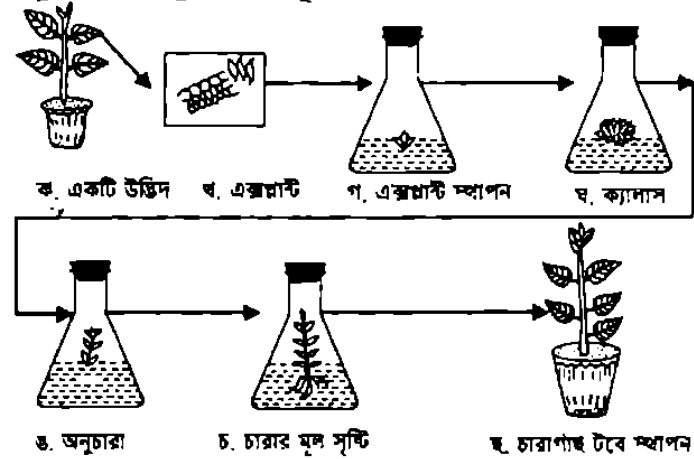 ক. একটি উদ্ভিদ খ. এক্সপ্লান্ট গ. এক্সপ্লান্ট স্থাপন ঘ. ক্যালাস
ঙ. অনুচারা চ. চারার মূল সৃষ্টি ছ. চারাগাছ টবে স্থাপন